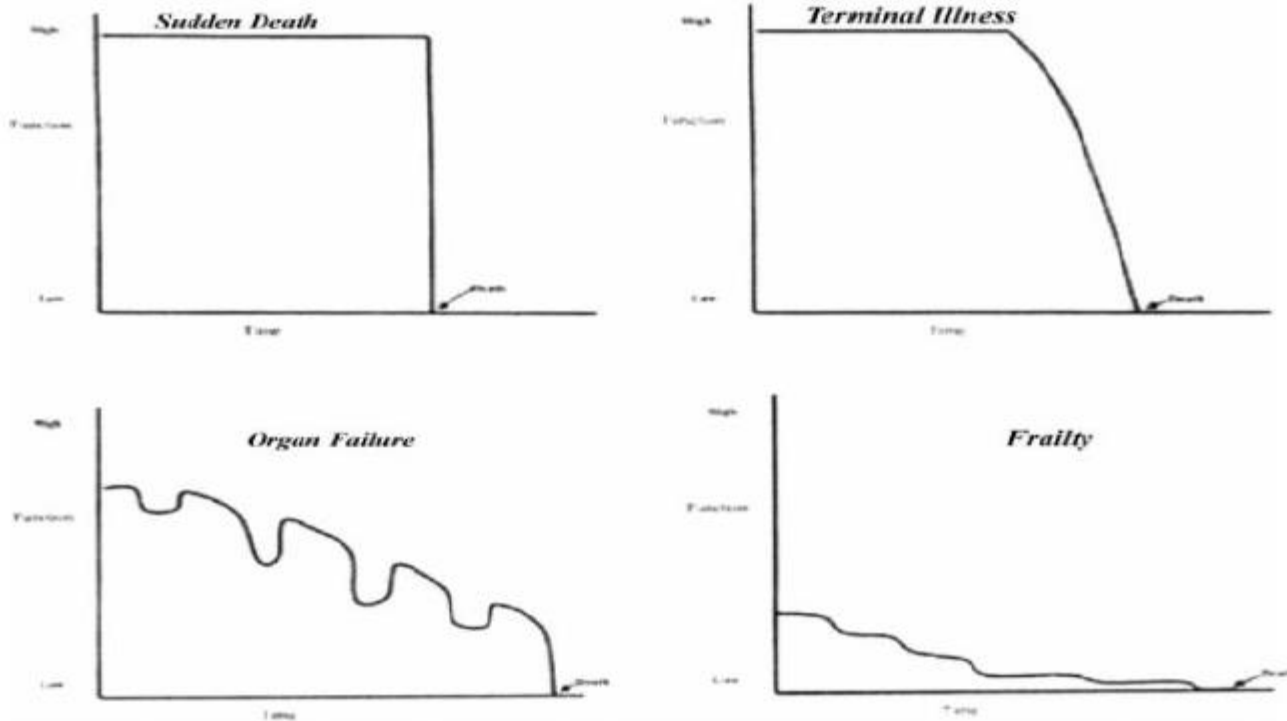 Sudden Death
High
Function
Low
Death
Time
Terminal Illness
High
Function
Low
Death
Time
Organ Failure
High
Function
Low
Death
Time
Frailty
High
Function
Low
Time